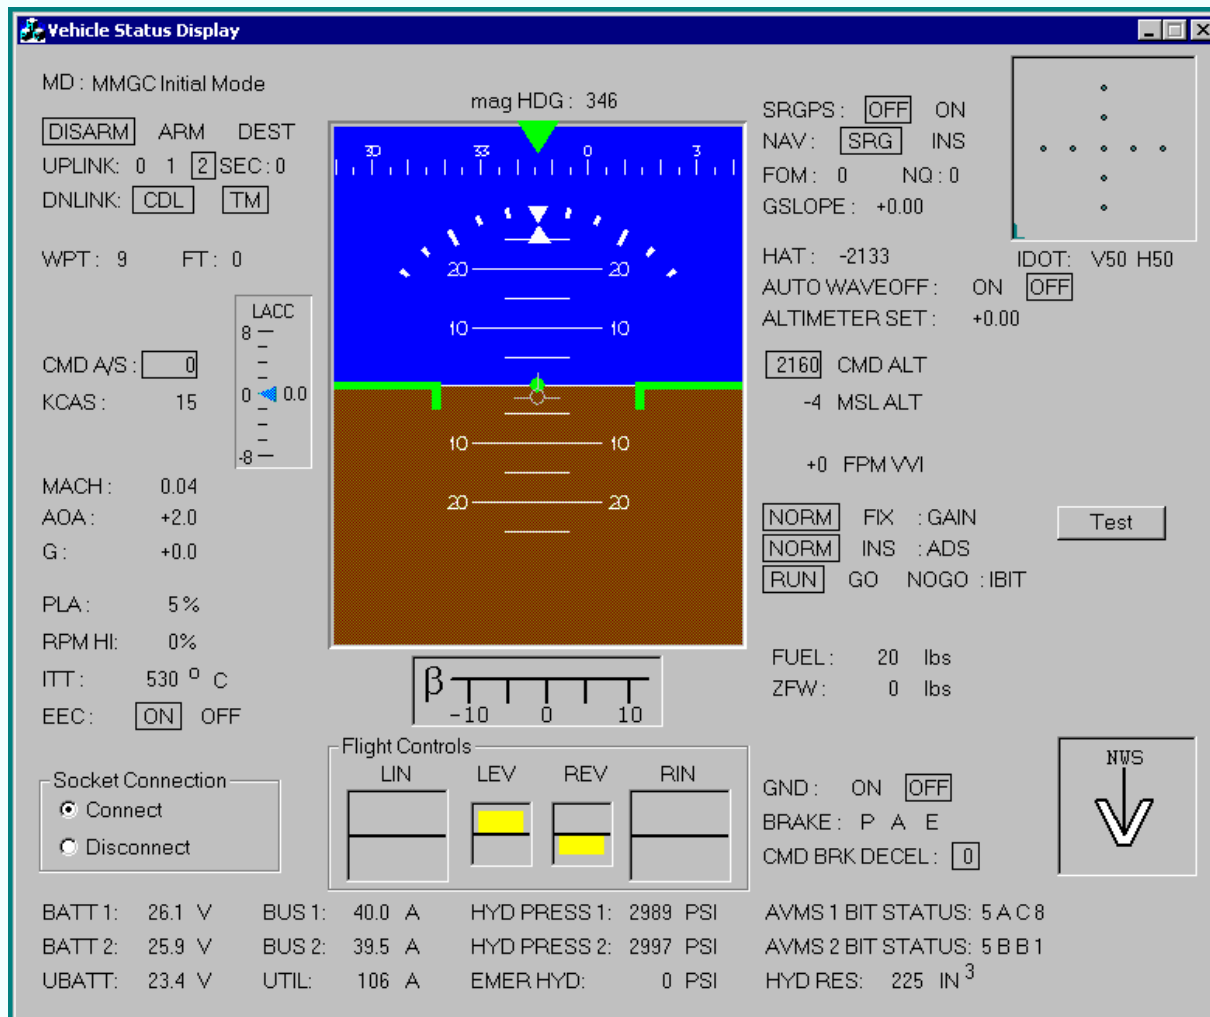 Vehicle Status Display
MD : MMGC Initial Mode
DISARM ARM DEST
UPLINK: 0 1 2 SEC: 0
DNLINK: CDL TM
WPT : 9 FT : 0
LACC
8
0 0.0
-8
CMD A/S : 0
KCAS : 15
MACH : 0.04
AOA : +2.0
G : +0.0
PLA : 5 %
RPM HI: 0%
ITT : 530 o C
EEC : ON OFF
mag HDG : 346
30 33 0 3
20 20
10 10
10 10
20 20
β
-10 0 10
SRGPS : OFF ON
NAV : SRG INS
FOM : 0 NQ : 0
GSLOPE : +0.00
HAT : -2133
IDOT: V50 H50
AUTO WAVEOFF : ON OFF
ALTIMETER SET : +0.00
2160 CMD ALT
-4 MSL ALT
+0 FPM VVI
NORM FIX : GAIN
NORM INS : ADS
RUN GO NOGO : IBIT
Test
FUEL : 20 lbs
ZFW : 0 lbs
Socket Connection
Connect
Disconnect
Flight Controls
LIN LEV REV RIN
GND : ON OFF
BRAKE : P A E
CMD BRK DECEL : 0
NWS
BATT 1: 26.1 V BUS 1: 40.0 A HYD PRESS 1: 2989 PSI AVMS 1 BIT STATUS: 5 A C 8
BATT 2: 25.9 V BUS 2: 39.5 A HYD PRESS 2: 2997 PSI AVMS 2 BIT STATUS: 5 B B 1
UBATT: 23.4 V UTIL: 106 A EMER HYD: 0 PSI HYD RES: 225 IN 3